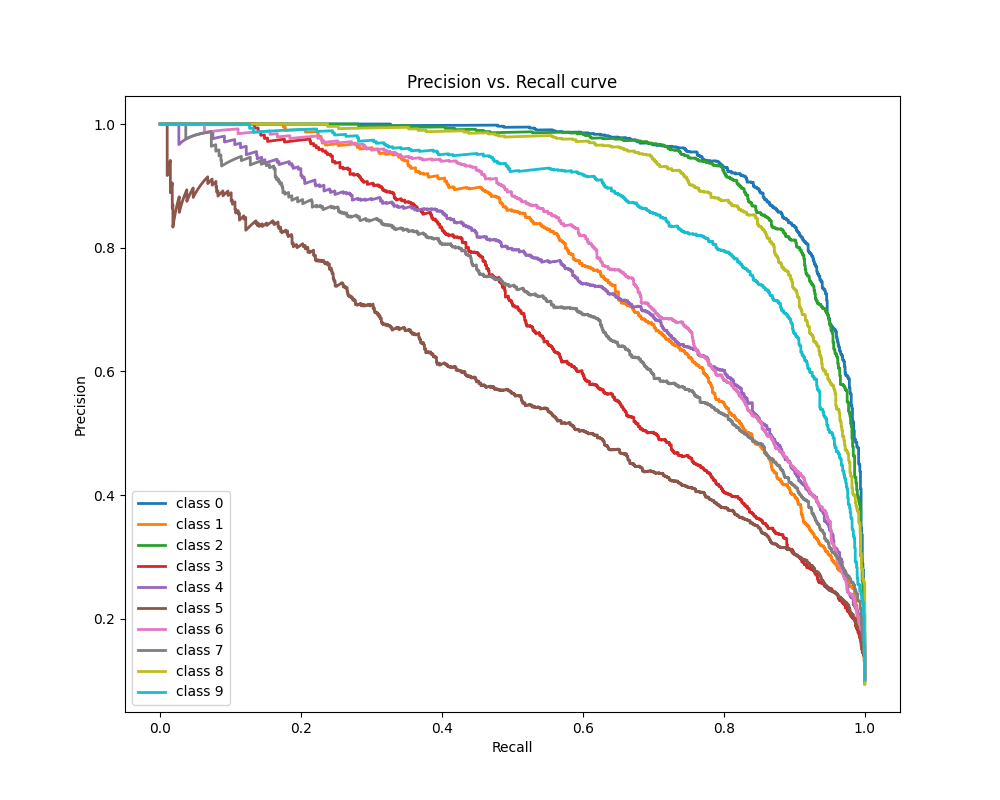 Precision vs. Recall curve
Precision
1.0
0.8
0.6
0.4
0.2
class 0
class 1
class 2
class 3
class 4
class 5
class 6
class 7
class 8
class 9
0.0 0.2 0.4 0.6 0.8 1.0
Recall